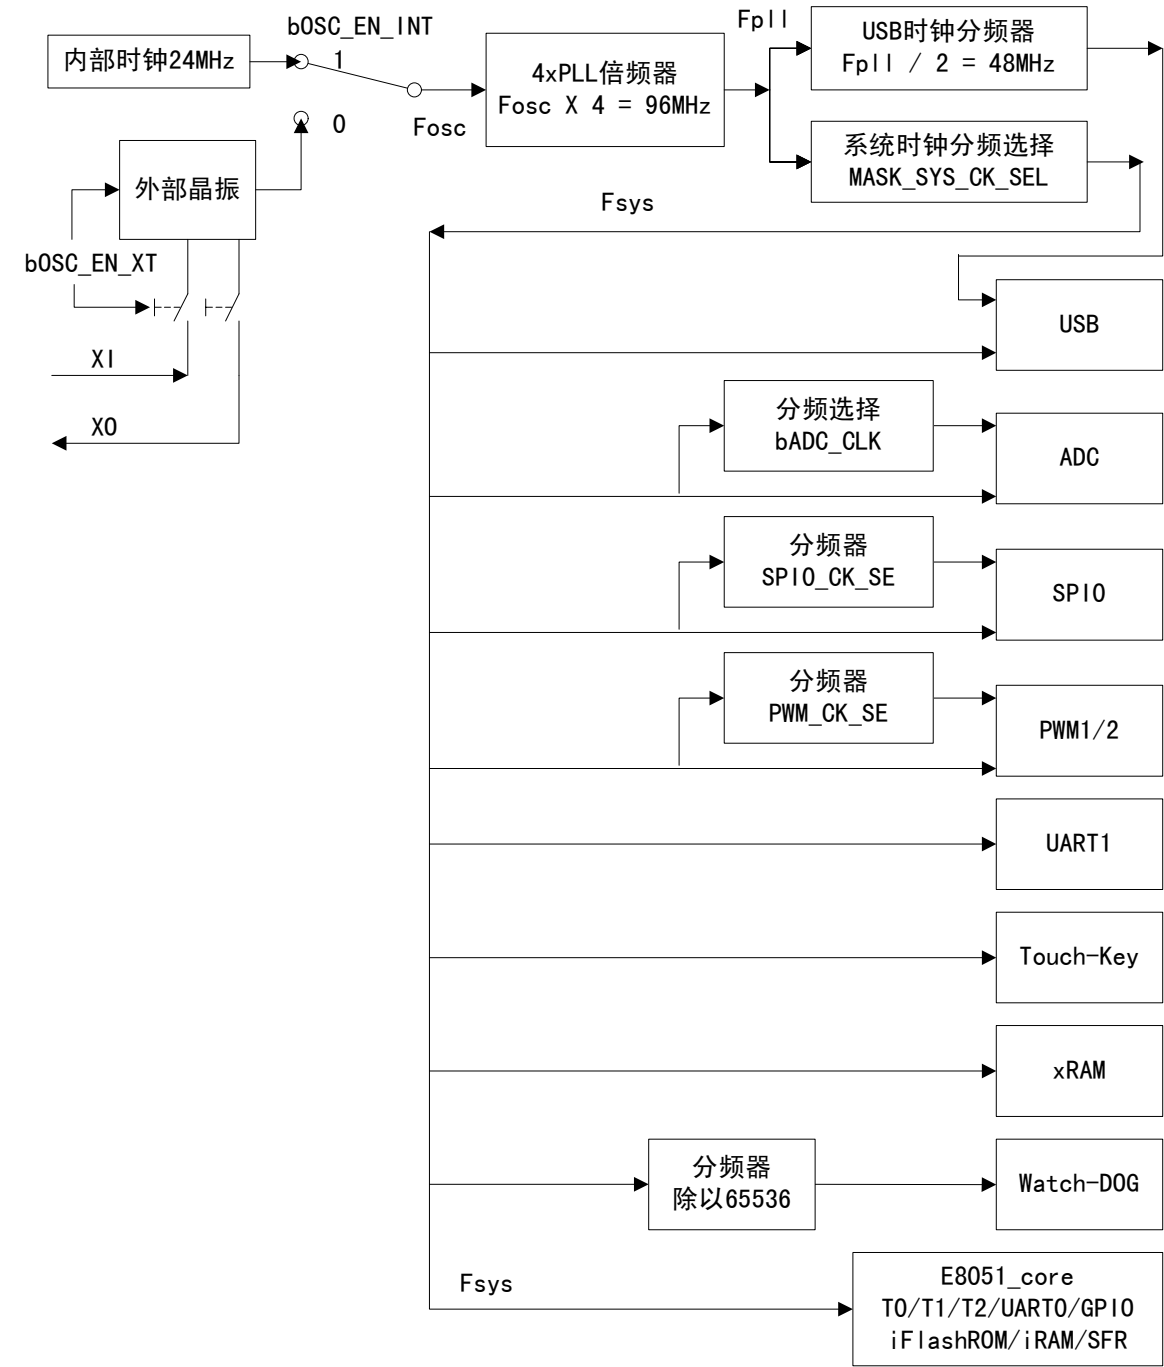 bOSC_EN_INT
内部时钟24MHz
1
0
Fosc
4xPLL倍频器
Fosc X 4 = 96MHz
Fpll
USB时钟分频器
Fpll / 2 = 48MHz
系统时钟分频选择
MASK_SYS_CK_SEL
外部晶振
bOSC_EN_XT
XI
XO
Fsys
USB
分频选择
bADC_CLK
ADC
分频器
SPI0_CK_SE
SPI0
分频器
PWM_CK_SE
PWM1/2
UART1
Touch-Key
xRAM
分频器
除以65536
Watch-DOG
Fsys
E8051_core
T0/T1/T2/UART0/GPIO
iFlashROM/iRAM/SFR